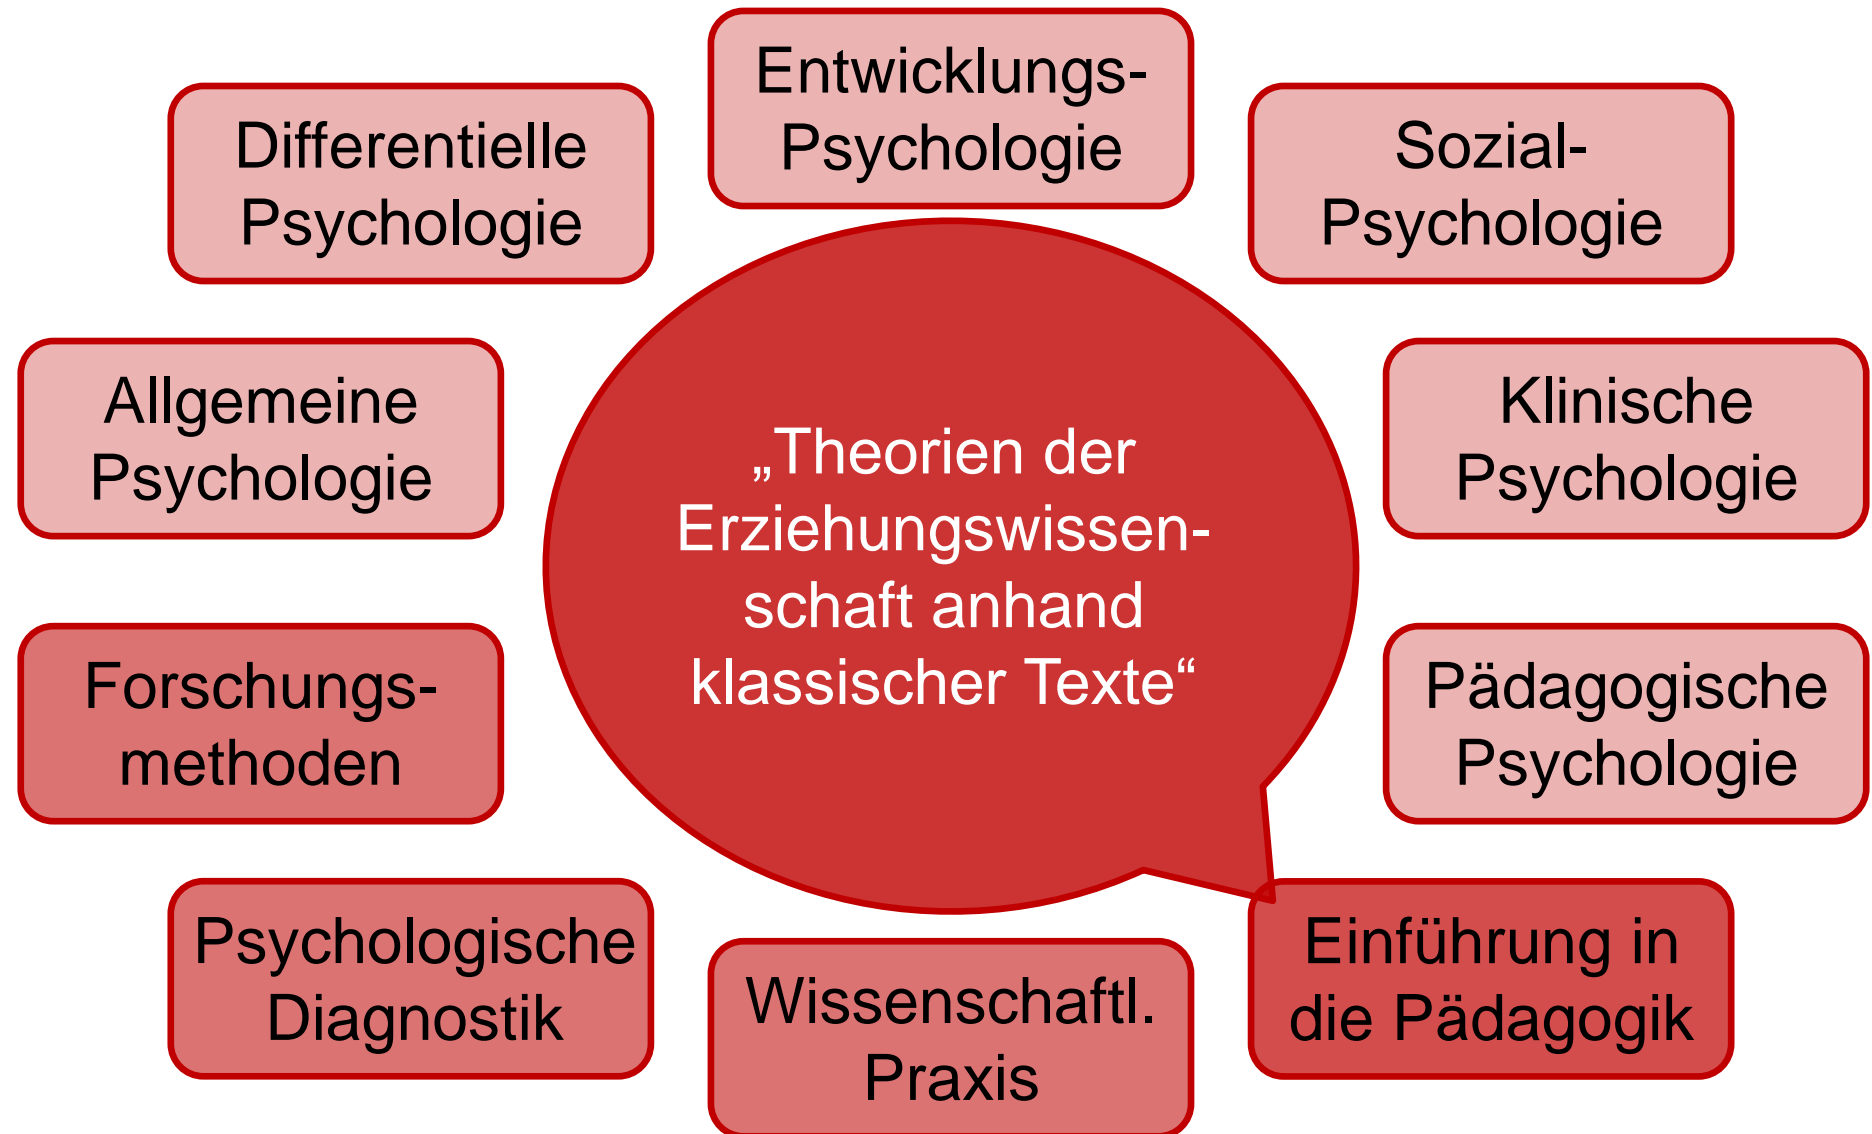 Entwicklungs-
Psychologie
Differentielle
Psychologie
Sozial-
Psychologie
Allgemeine
Psychologie
Klinische
Psychologie
„Theorien der
Erziehungswissen-
schaft anhand
klassischer Texte“
Forschungs-
methoden
Pädagogische
Psychologie
Psychologische
Diagnostik
Wissenschaftl.
Praxis
Einführung in
die Pädagogik